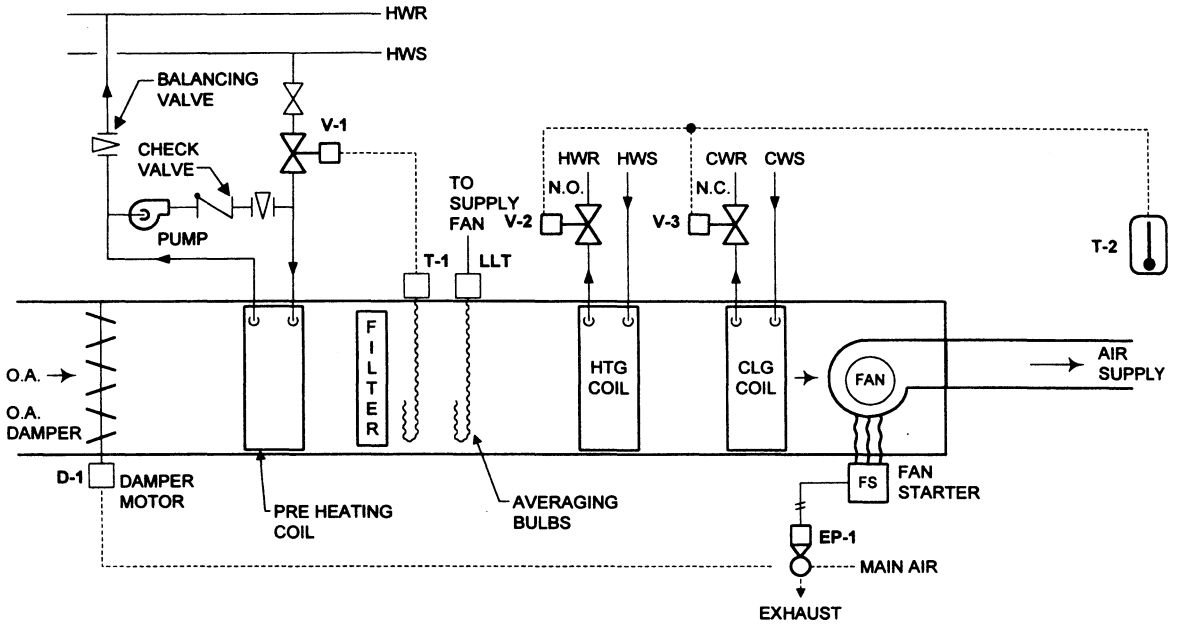 HWR
HWS
BALANCING
VALVE
V-1
CHECK
VALVE
PUMP
TO
SUPPLY
FAN
T-1
LLT
HWR
HWS
CWR
CWS
N.O.
N.C.
V-2
V-3
T-2
O.A.
O.A.
DAMPER
FILTER
HTG
COIL
CLG
COIL
FAN
AIR
SUPPLY
D-1
DAMPER
MOTOR
PRE HEATING
COIL
AVERAGING
BULBS
FS
FAN
STARTER
EP-1
MAIN AIR
EXHAUST